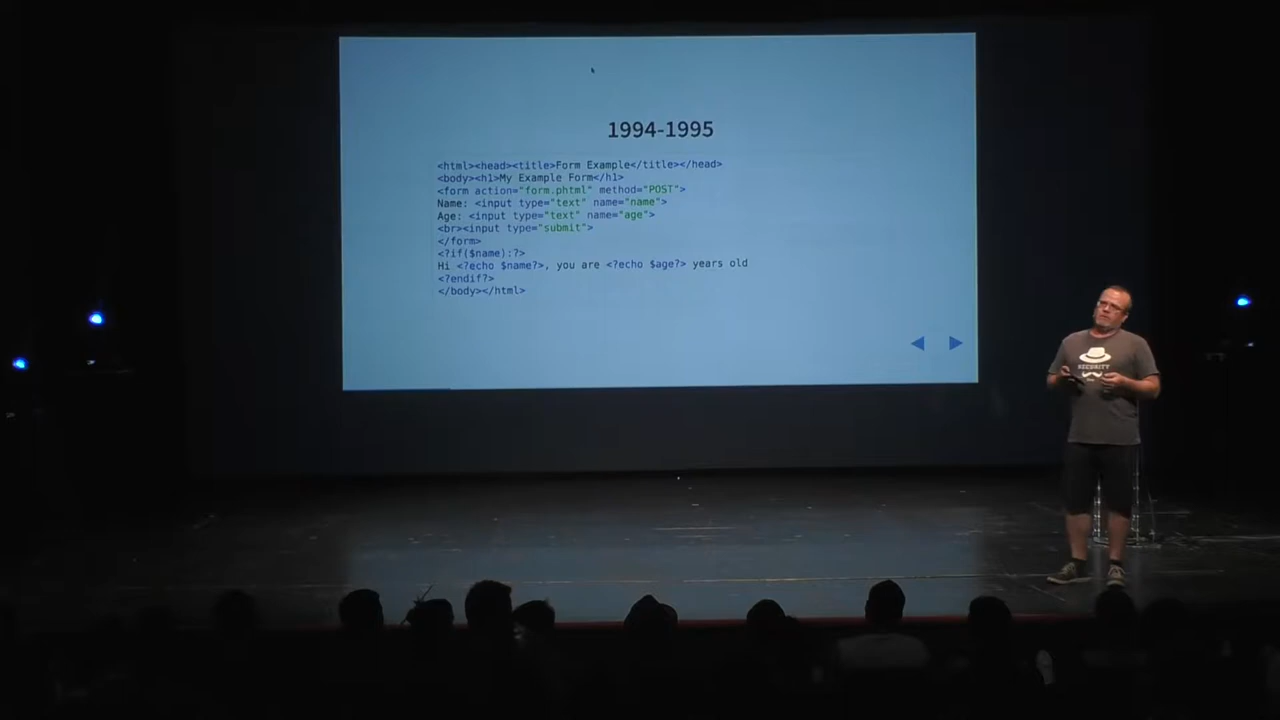 1994-1995
<html><head><title>Form Example</title></head>
<body><h1>My Example Form</h1>
<form action="form.phtml" method="POST">
Name: <input type="text" name="name">
Age: <input type="text" name="age">
<br><input type="submit">
</form>
<?if($name):?>
Hi <?echo $name?>, you are <?echo $age?> years old
<?endif?>
</body></html>
SECURITY